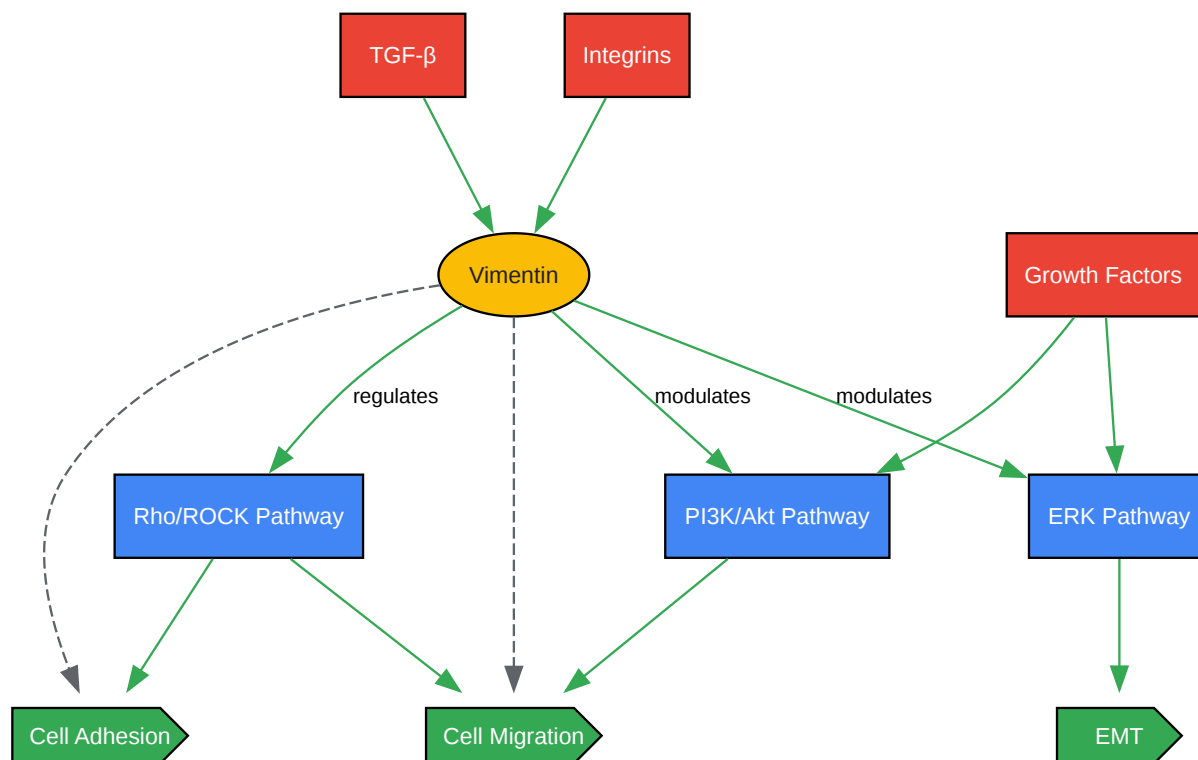 TGF-β
Integrins
Vimentin
Growth Factors
regulates
modulates
modulates
Rho/ROCK Pathway
PI3K/Akt Pathway
ERK Pathway
Cell Adhesion
Cell Migration
EMT